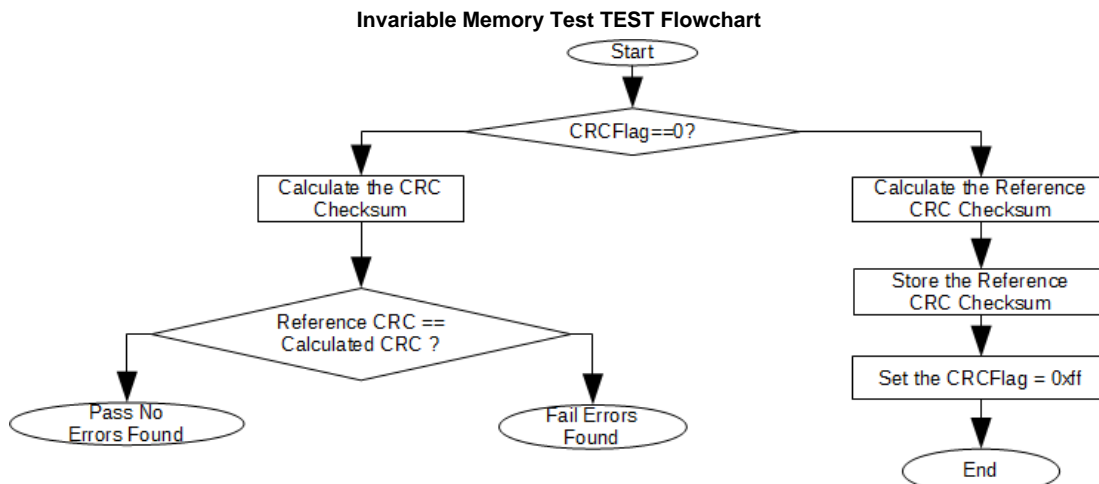 Invariable Memory Test TEST Flowchart
Start
CRCFlag==0?
Calculate the CRC
Checksum
Calculate the Reference
CRC Checksum
Store the Reference
CRC Checksum
Reference CRC ==
Calculated CRC ?
Set the CRCFlag = 0xff
Pass No
Errors Found
Fail Errors
Found
End